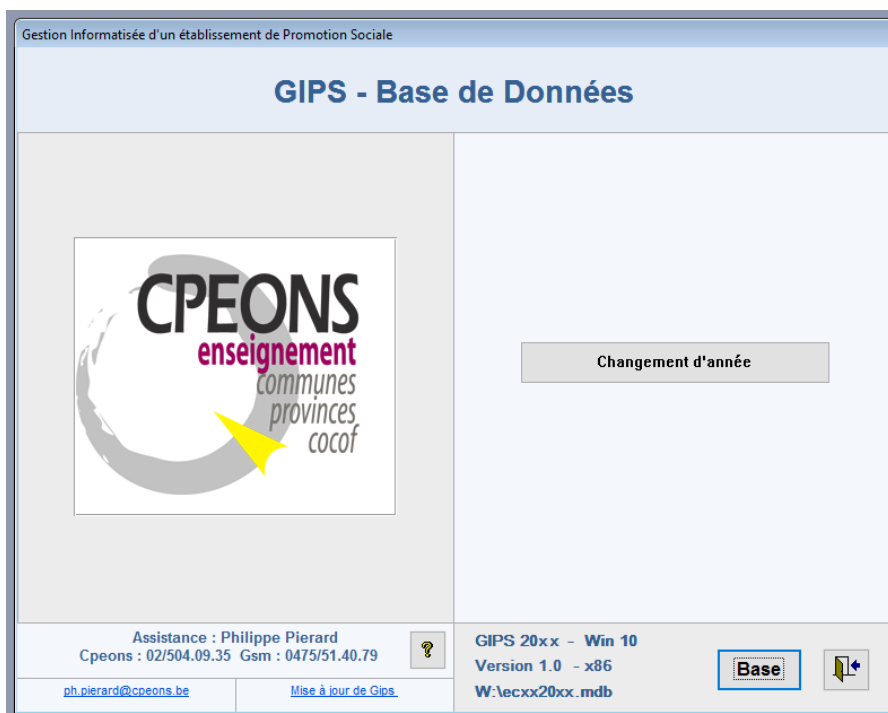 Gestion Informatisée d'un établissement de Promotion Sociale
GIPS - Base de Données
CPEONS
enseignement
communes
provinces
cocof
Changement d'année
Assistance : Philippe Pierard
Cpeons : 02/504.09.35 Gsm : 0475/51.40.79
?
ph.pierard@cpeons.be
Mise à jour de Gips
GIPS 20xx - Win 10
Version 1.0 - x86
W:\ecxx20xx.mdb
Base